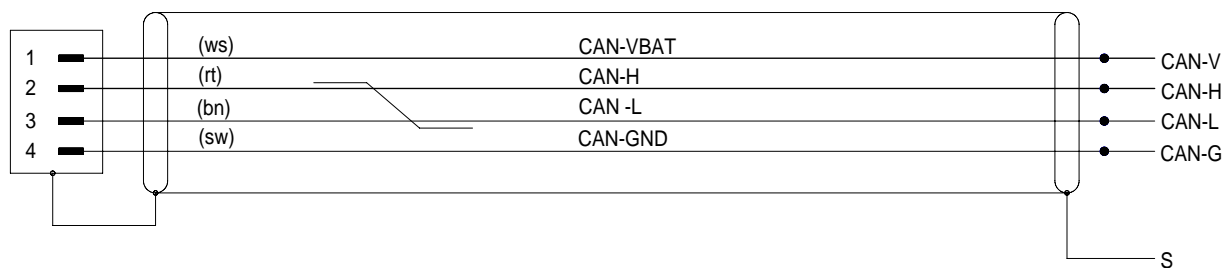 1 (ws) CAN-VBAT CAN-V
2 (rt) CAN-H CAN-H
3 (bn) CAN -L CAN-L
4 (sw) CAN-GND CAN-G
S